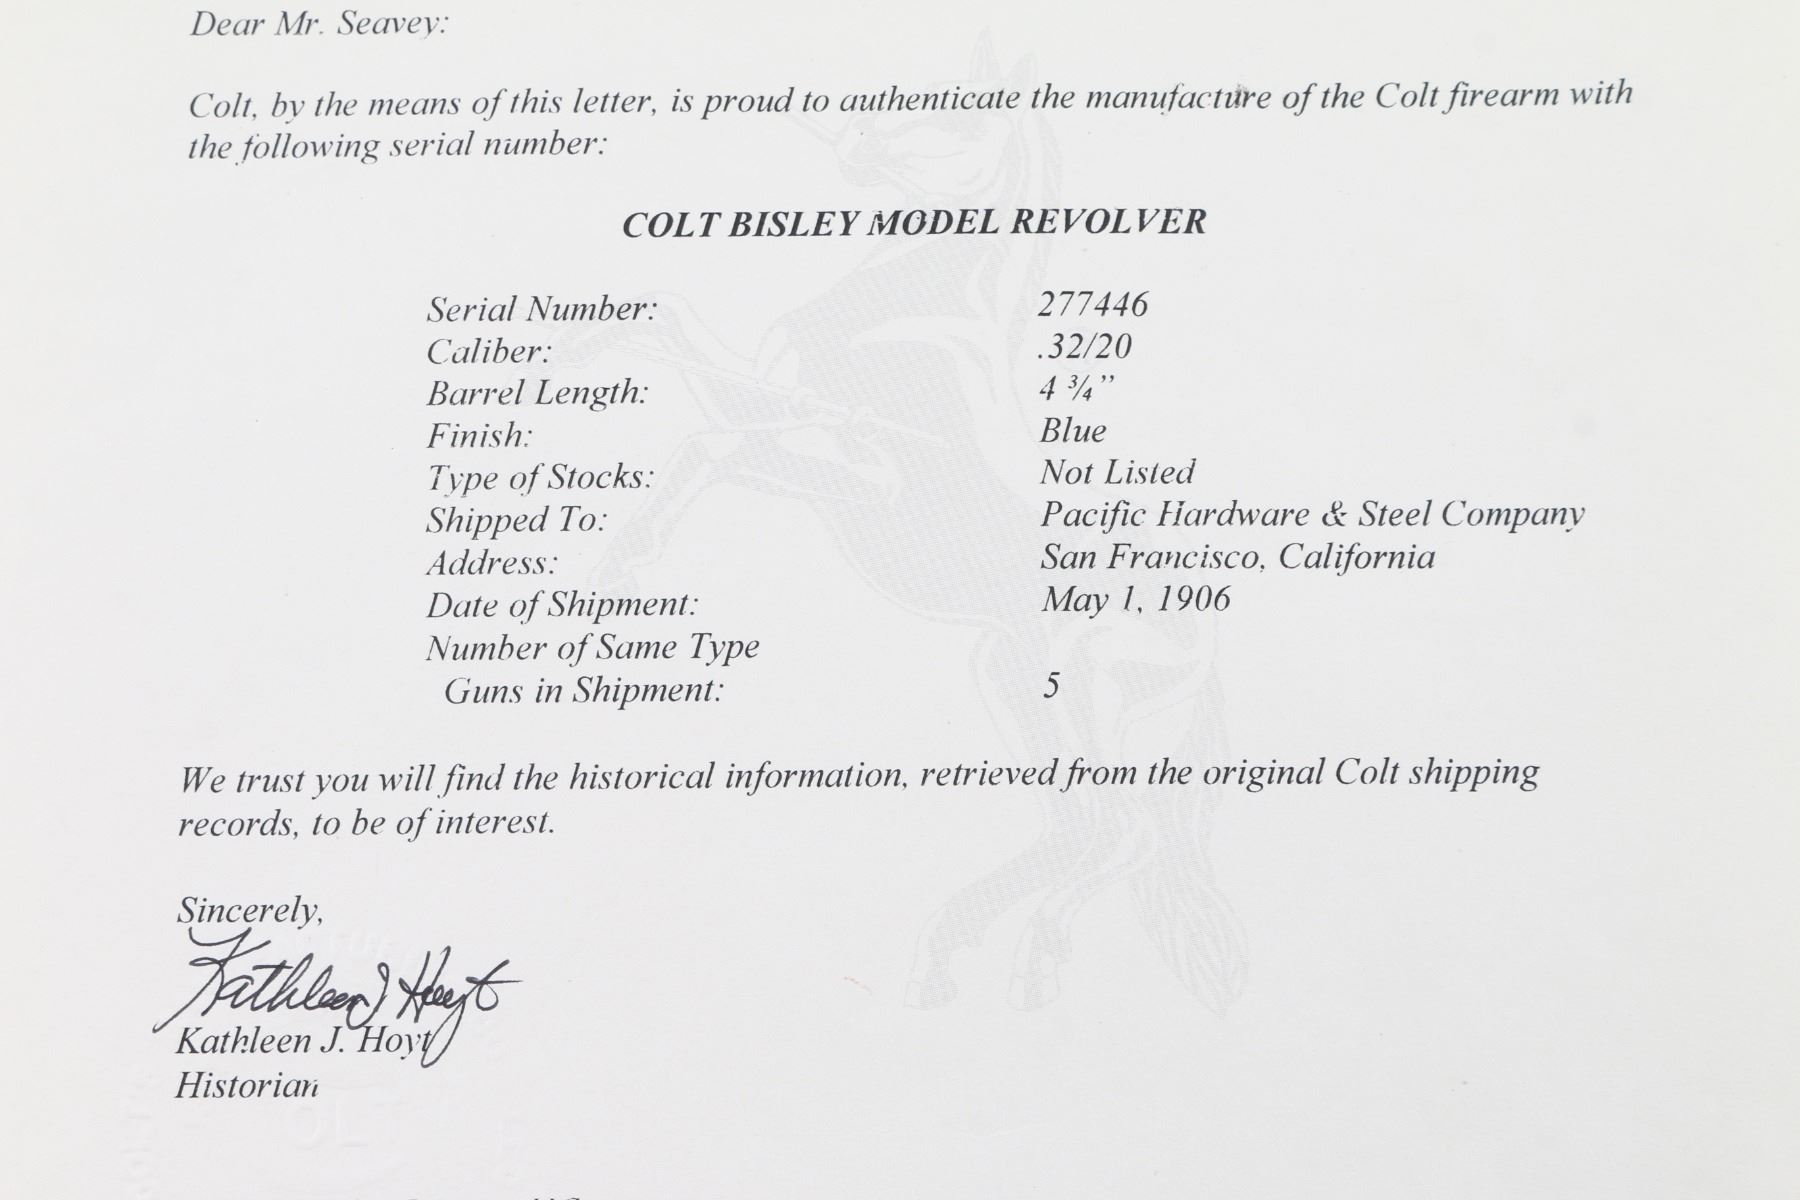 Dear Mr. Seavey:
Colt, by the means of this letter, is proud to authenticate the manufacture of the Colt firearm with
the following serial number:
COLT BISLEY MODEL REVOLVER
Serial Number: 277446
Caliber: .32/20
Barrel Length: 4 ¾”
Finish: Blue
Type of Stocks: Not Listed
Shipped To: Pacific Hardware & Steel Company
Address: San Francisco, California
Date of Shipment: May 1, 1906
Number of Same Type
Guns in Shipment: 5
We trust you will find the historical information, retrieved from the original Colt shipping
records, to be of interest.
Sincerely,
Kathleen J Hoyt
Kathleen J. Hoyt
Historian